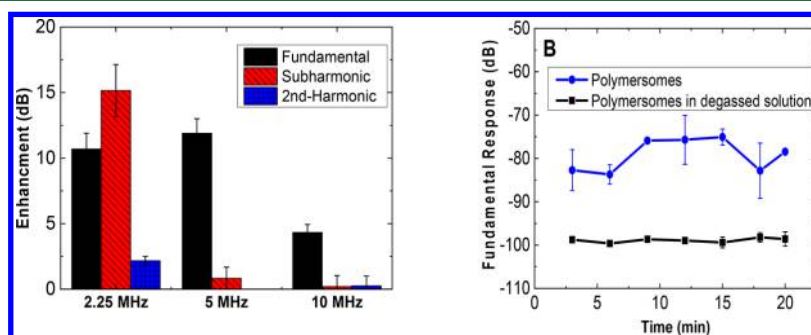 Enhancment (dB)
20
15
10
5
0
Fundamental
Subharmonic
2nd-Harmonic
2.25 MHz
5 MHz
10 MHz
B
Fundamental Response (dB)
-50
-60
-70
-80
-90
-100
-110
Polymersomes
Polymersomes in degassed solution
0
5
10
15
20
Time (min)